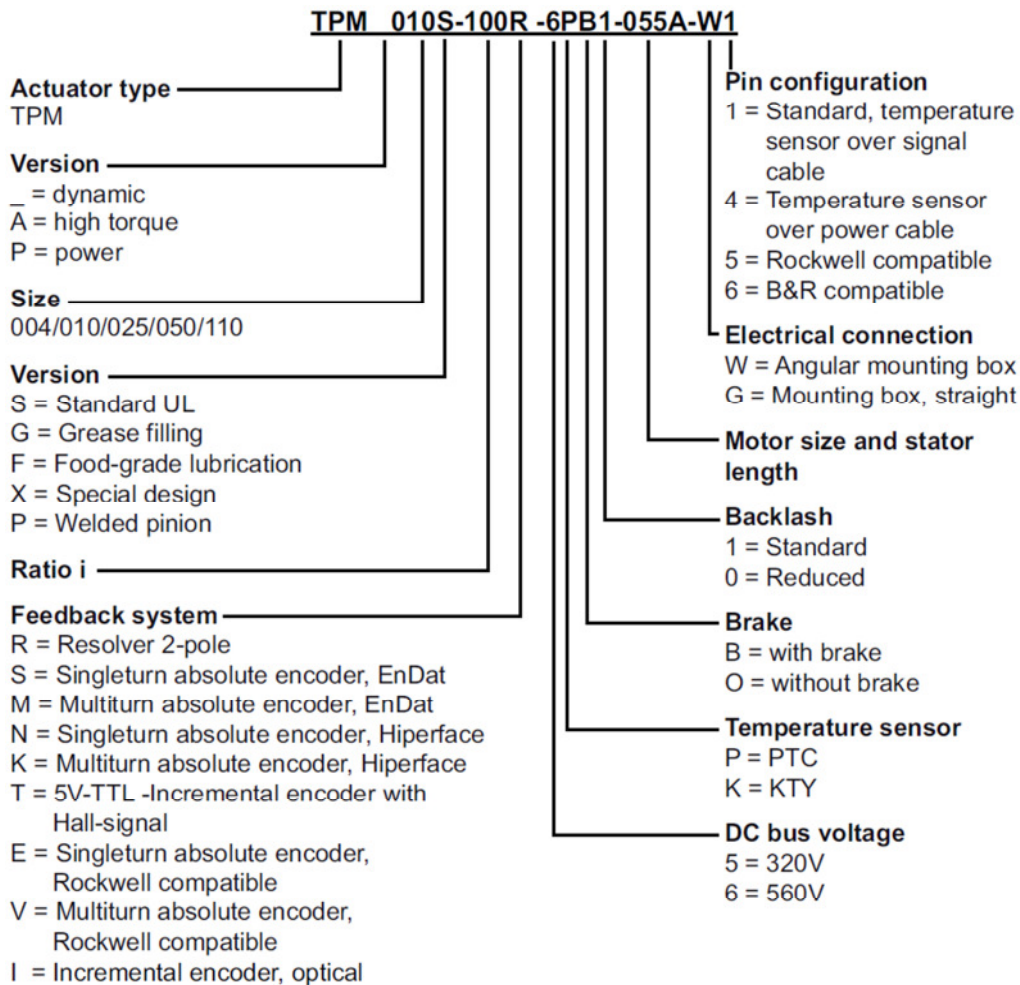 TPM_ 010S-100R -6PB1-055A-W1
Actuator type
TPM
Version
_ = dynamic
A = high torque
P = power
Size
004/010/025/050/110
Version
S = Standard UL
G = Grease filling
F = Food-grade lubrication
X = Special design
P = Welded pinion
Ratio i
Feedback system
R = Resolver 2-pole
S = Singleturn absolute encoder, EnDat
M = Multiturn absolute encoder, EnDat
N = Singleturn absolute encoder, Hiperface
K = Multiturn absolute encoder, Hiperface
T = 5V-TTL -Incremental encoder with
Hall-signal
E = Singleturn absolute encoder,
Rockwell compatible
V = Multiturn absolute encoder,
Rockwell compatible
I = Incremental encoder, optical
Pin configuration
1 = Standard, temperature
sensor over signal
cable
4 = Temperature sensor
over power cable
5 = Rockwell compatible
6 = B&R compatible
Electrical connection
W = Angular mounting box
G = Mounting box, straight
Motor size and stator
length
Backlash
1 = Standard
0 = Reduced
Brake
B = with brake
O = without brake
Temperature sensor
P = PTC
K = KTY
DC bus voltage
5 = 320V
6 = 560V